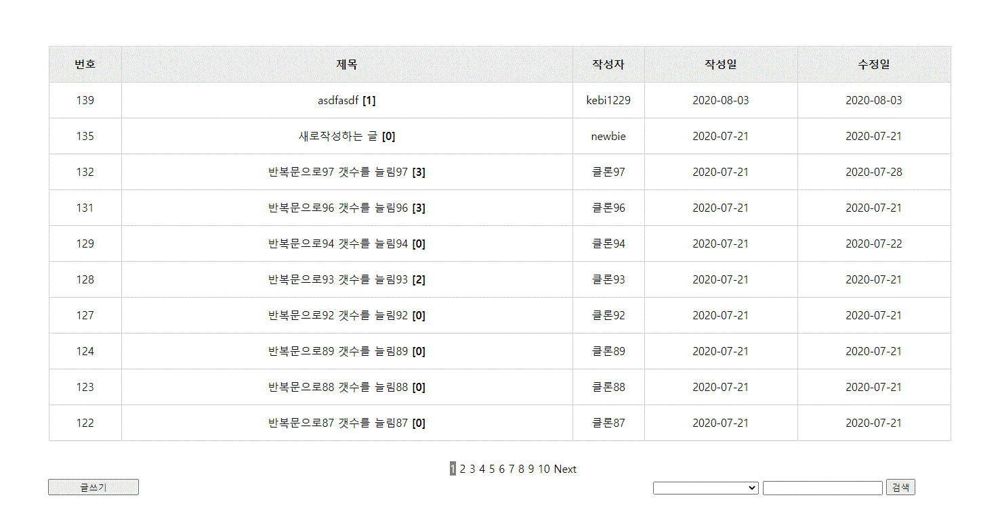 번호 제목 작성자 작성일 수정일
139 asdfasdf [1] kebi1229 2020-08-03 2020-08-03
135 새로작성하는 글 [0] newbie 2020-07-21 2020-07-21
132 반복문으로97 갯수를 늘림97 [3] 클론97 2020-07-21 2020-07-28
131 반복문으로96 갯수를 늘림96 [3] 클론96 2020-07-21 2020-07-21
129 반복문으로94 갯수를 늘림94 [0] 클론94 2020-07-21 2020-07-22
128 반복문으로93 갯수를 늘림93 [2] 클론93 2020-07-21 2020-07-21
127 반복문으로92 갯수를 늘림92 [0] 클론92 2020-07-21 2020-07-21
124 반복문으로89 갯수를 늘림89 [0] 클론89 2020-07-21 2020-07-21
123 반복문으로88 갯수를 늘림88 [0] 클론88 2020-07-21 2020-07-21
122 반복문으로87 갯수를 늘림87 [0] 클론87 2020-07-21 2020-07-21
1 2 3 4 5 6 7 8 9 10 Next
글쓰기 검색